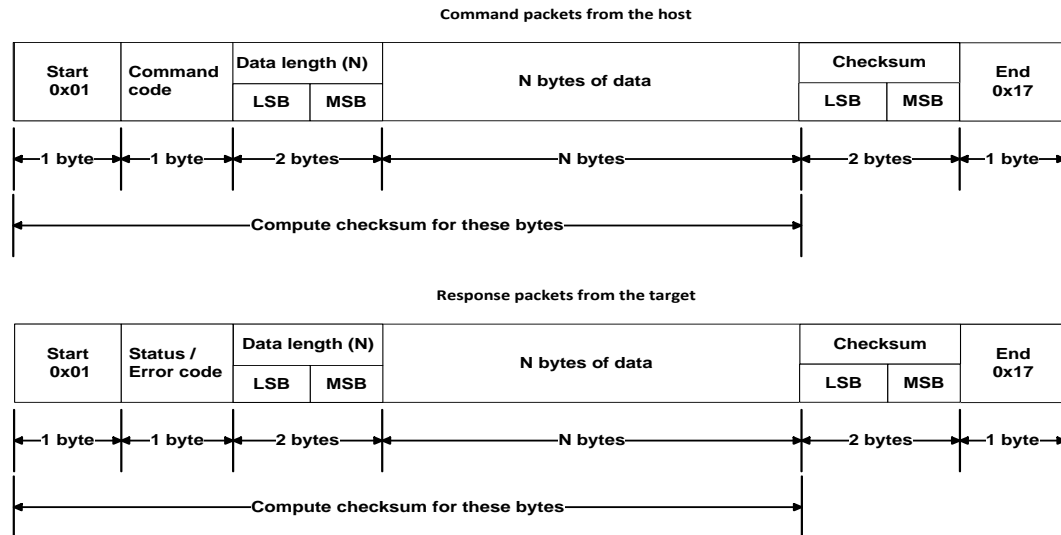 Command packets from the host
Start
0x01
Command
code
Data length (N)
LSB
MSB
N bytes of data
Checksum
LSB
MSB
End
0x17
1 byte
1 byte
2 bytes
N bytes
2 bytes
1 byte
Compute checksum for these bytes
Response packets from the target
Start
0x01
Status /
Error code
Data length (N)
LSB
MSB
N bytes of data
Checksum
LSB
MSB
End
0x17
1 byte
1 byte
2 bytes
N bytes
2 bytes
1 byte
Compute checksum for these bytes